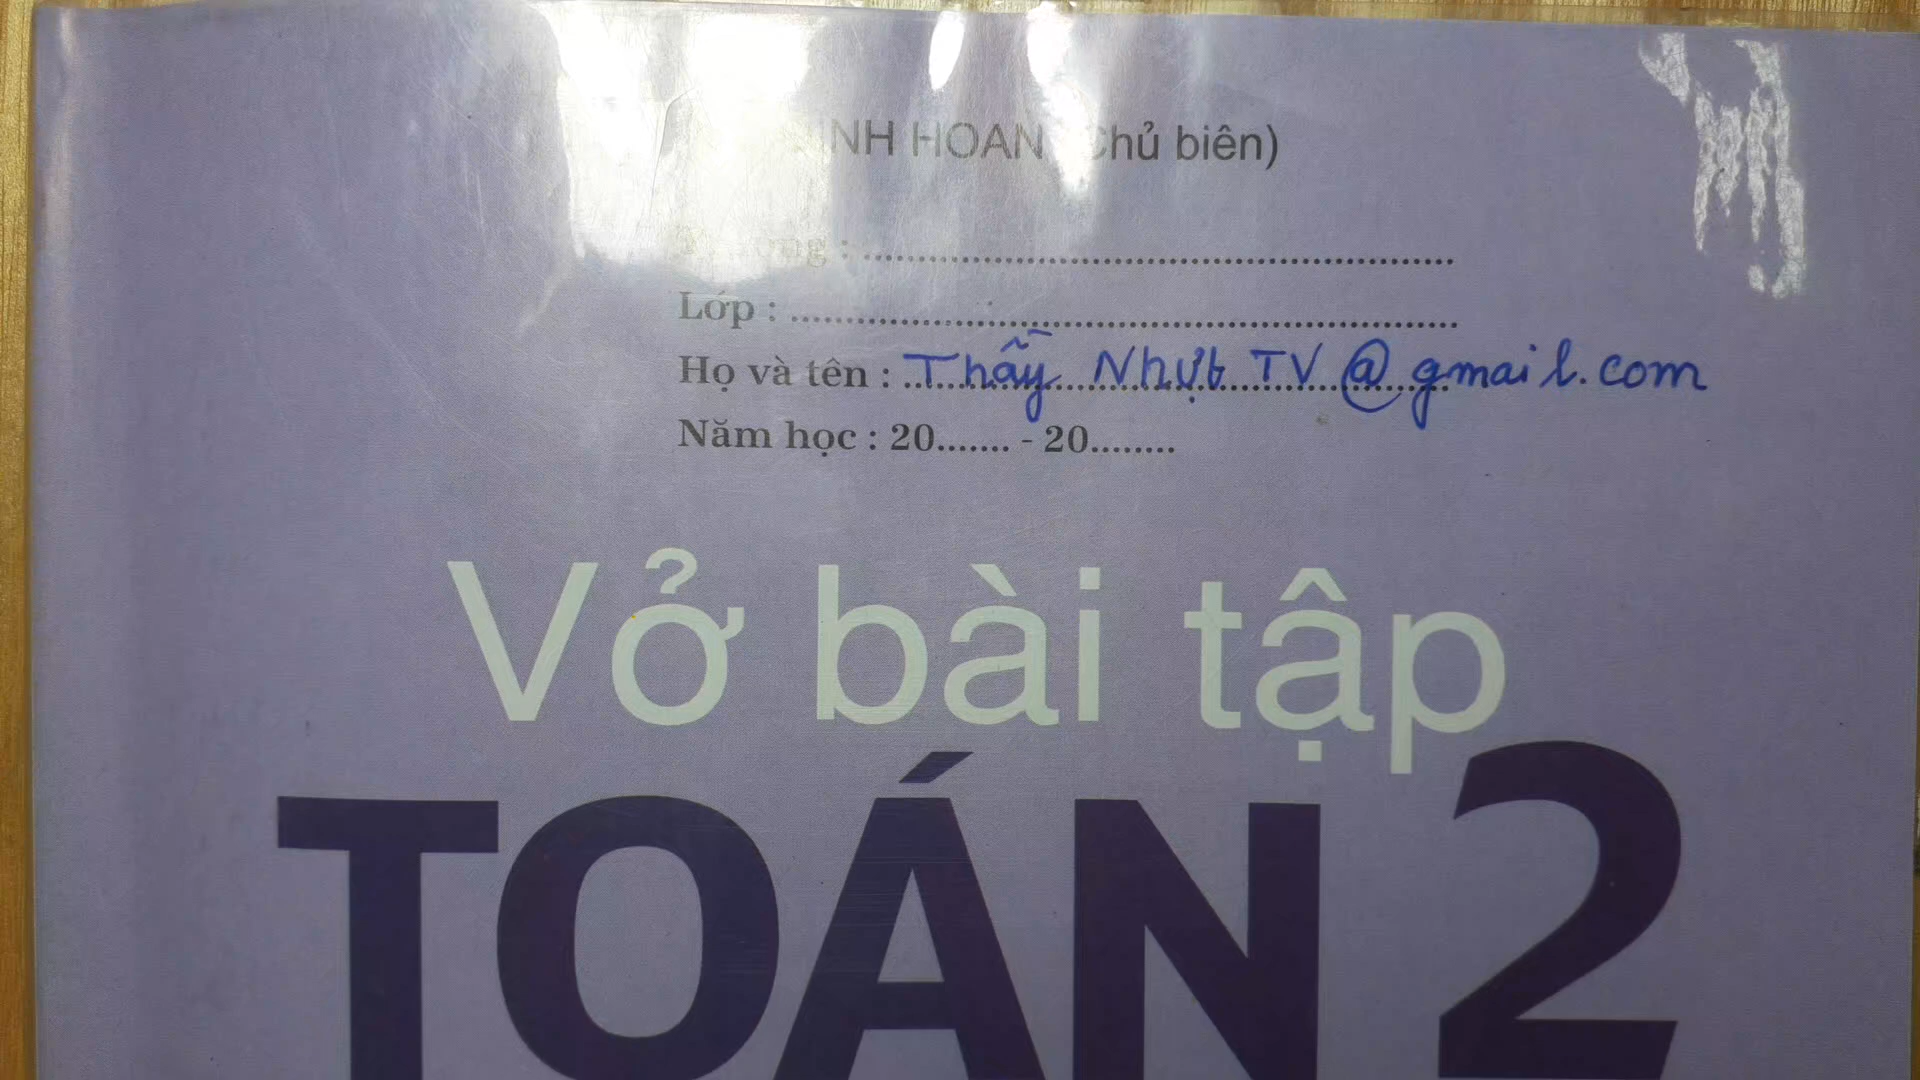 HOAN (Chủ biên)
: ........................................................................
Lớp : ........................................................................
Họ và tên : Thầy Nhựt TV @ gmail.com
Năm học : 20....... - 20........
Vở bài tập
TOÁN 2